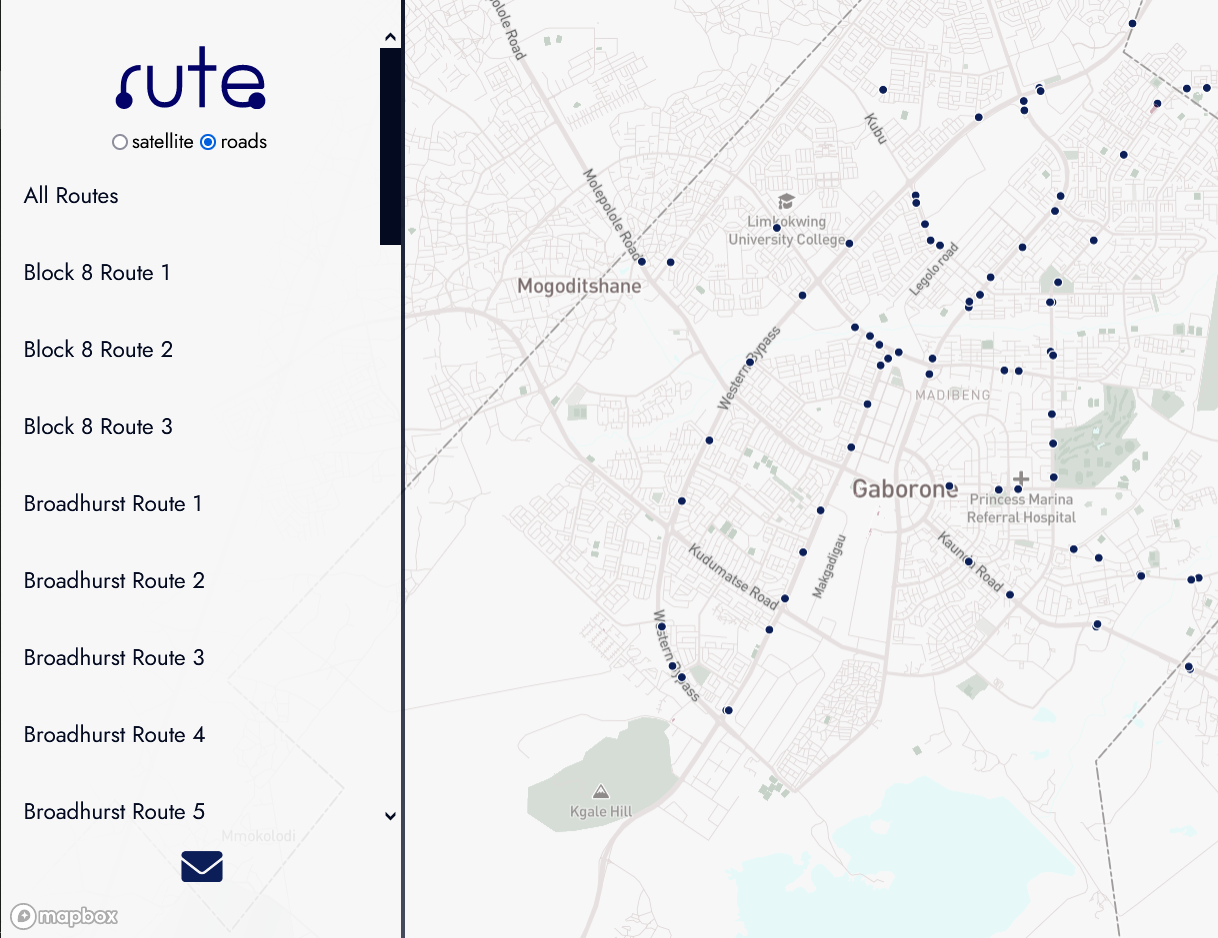 rute
satellite
roads
All Routes
Block 8 Route 1
Block 8 Route 2
Block 8 Route 3
Broadhurst Route 1
Broadhurst Route 2
Broadhurst Route 3
Broadhurst Route 4
Broadhurst Route 5
Mmokolodi
mapbox
olole Road
Molepolole Road
Kubu
Limkokwing
University College
Legolo road
Mogoditshane
Western Bypass
MADIBENG
Gaborone
Princess Marina
Referral Hospital
Kaunda Road
Makgadigau
Kudumatse Road
Western Bypass
Kgale Hill